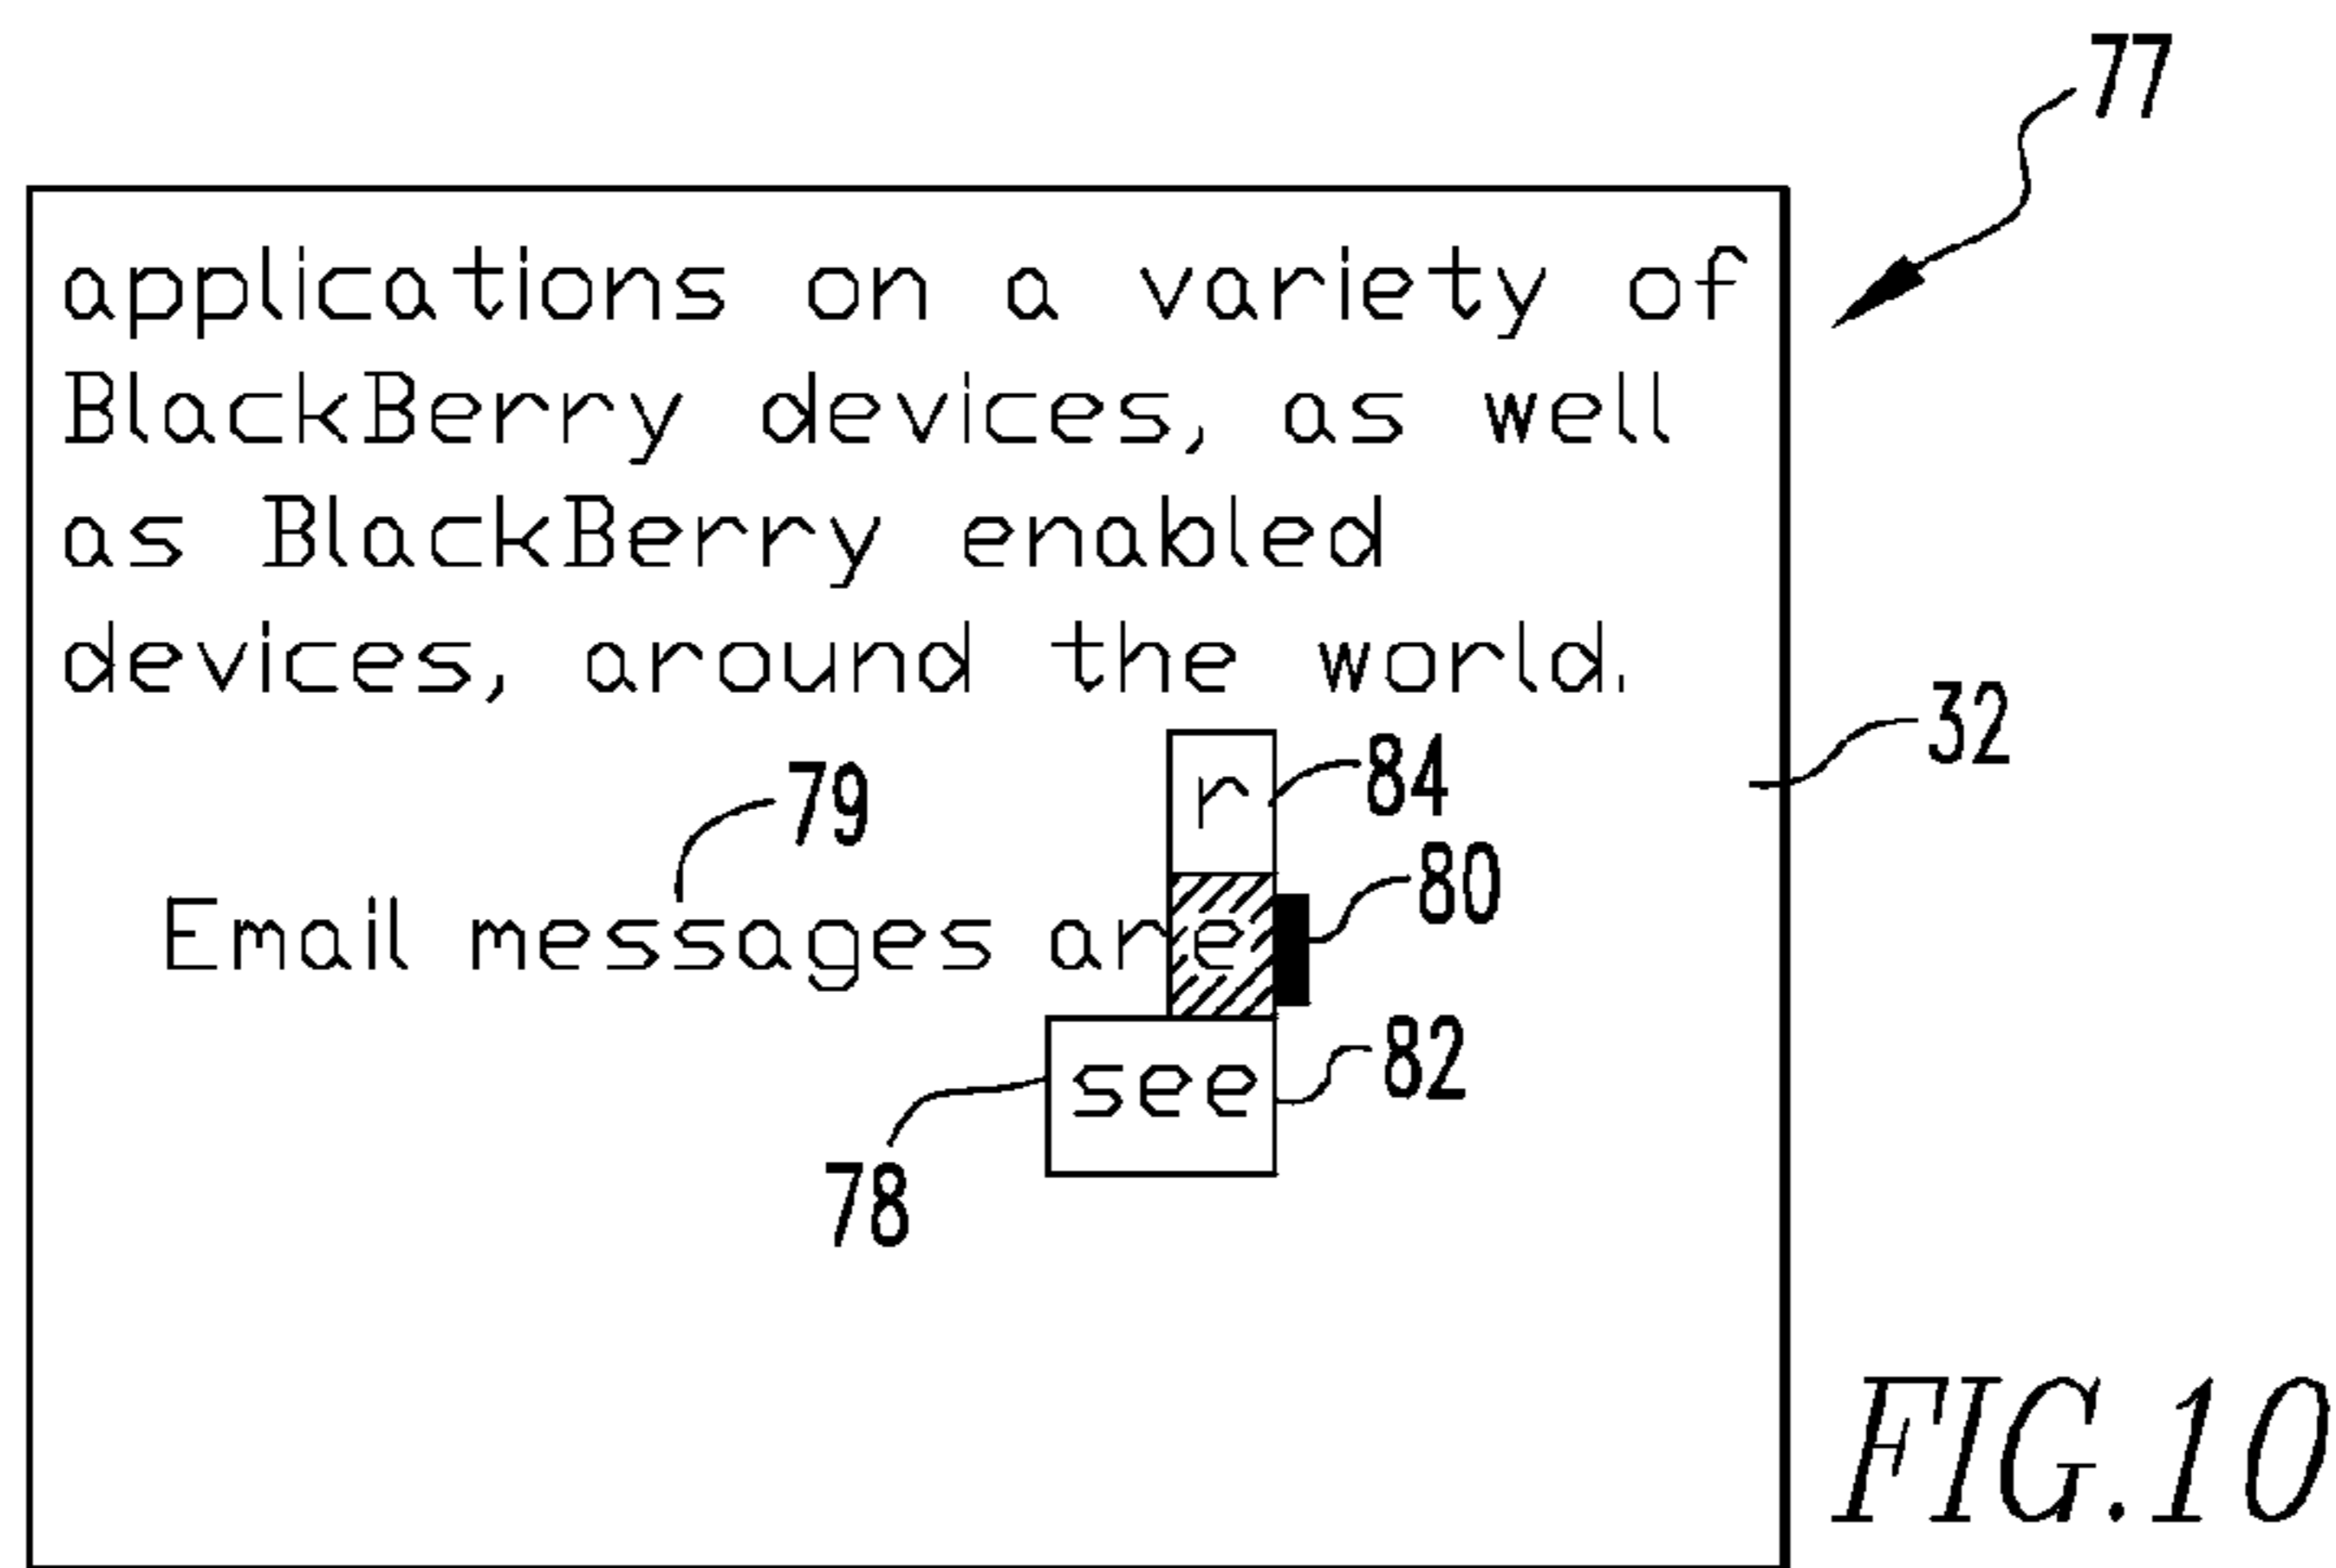 77
applications on a variety of
BlackBerry devices, as well
as BlackBerry enabled
devices, around the world.
32
r 84
79
80
Email messages are
see 82
78
FIG.10